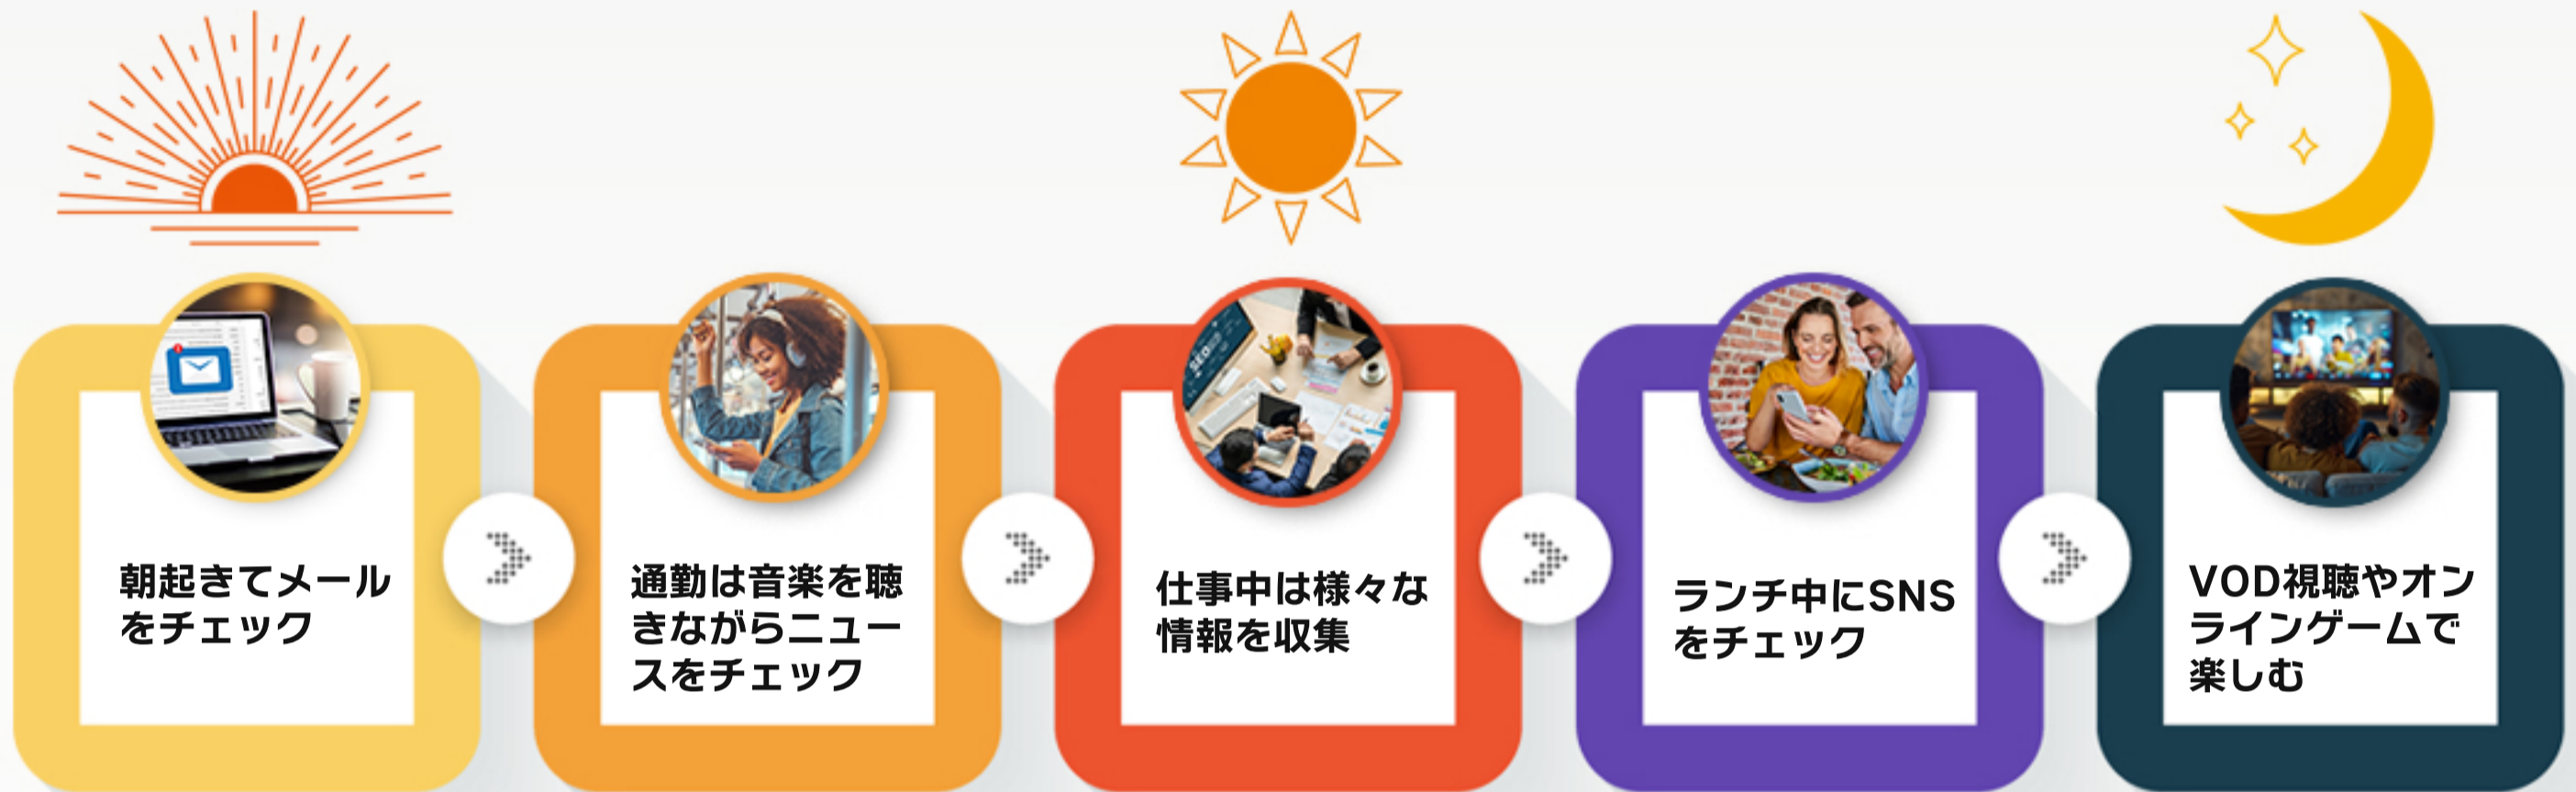 朝起きてメール
をチェック
通勤は音楽を聴
きながらニュー
スをチェック
SEO
仕事中は様々な
情報を収集
ランチ中にSNS
をチェック
VOD視聴やオン
ラインゲームで
楽しむ